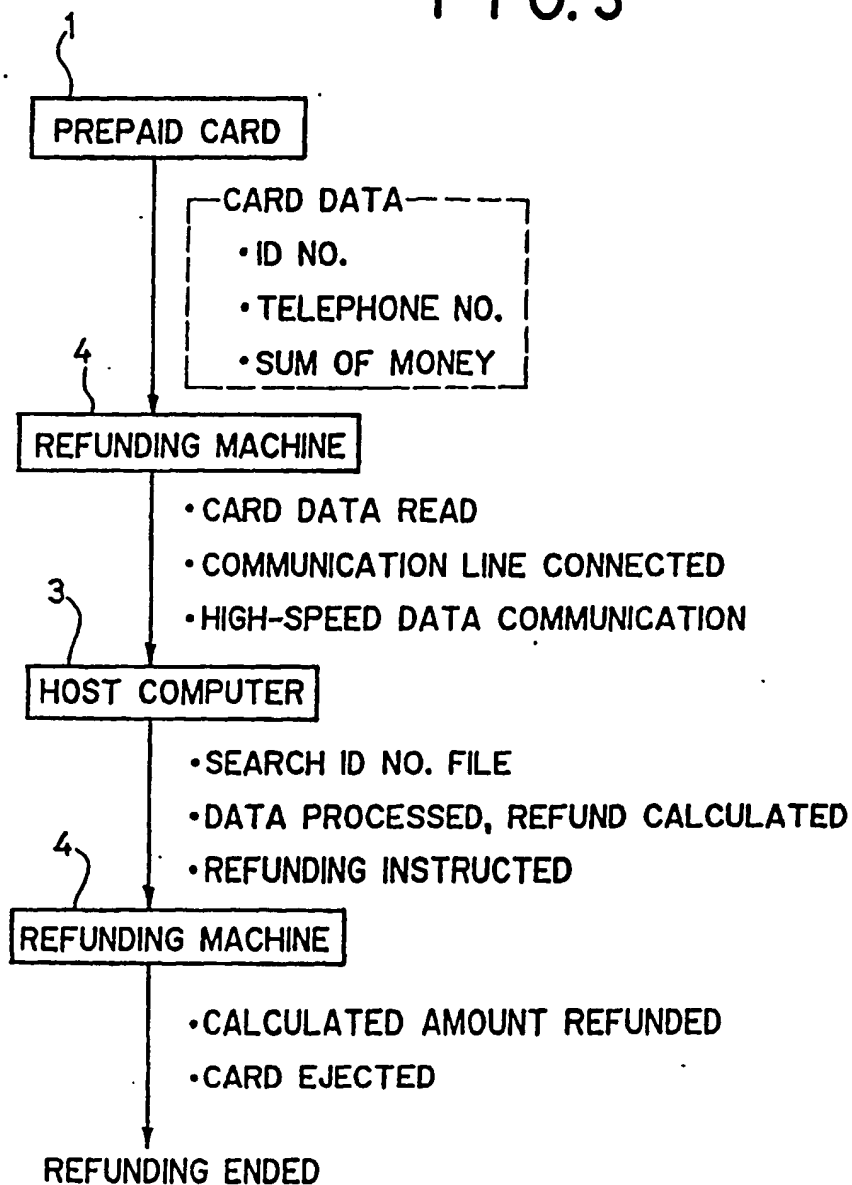 FIG. 3
1
PREPAID CARD
CARD DATA
•ID NO.
•TELEPHONE NO.
•SUM OF MONEY
4
REFUNDING MACHINE
•CARD DATA READ
•COMMUNICATION LINE CONNECTED
•HIGH-SPEED DATA COMMUNICATION
3
HOST COMPUTER
•SEARCH ID NO. FILE
•DATA PROCESSED, REFUND CALCULATED
•REFUNDING INSTRUCTED
4
REFUNDING MACHINE
•CALCULATED AMOUNT REFUNDED
•CARD EJECTED
REFUNDING ENDED